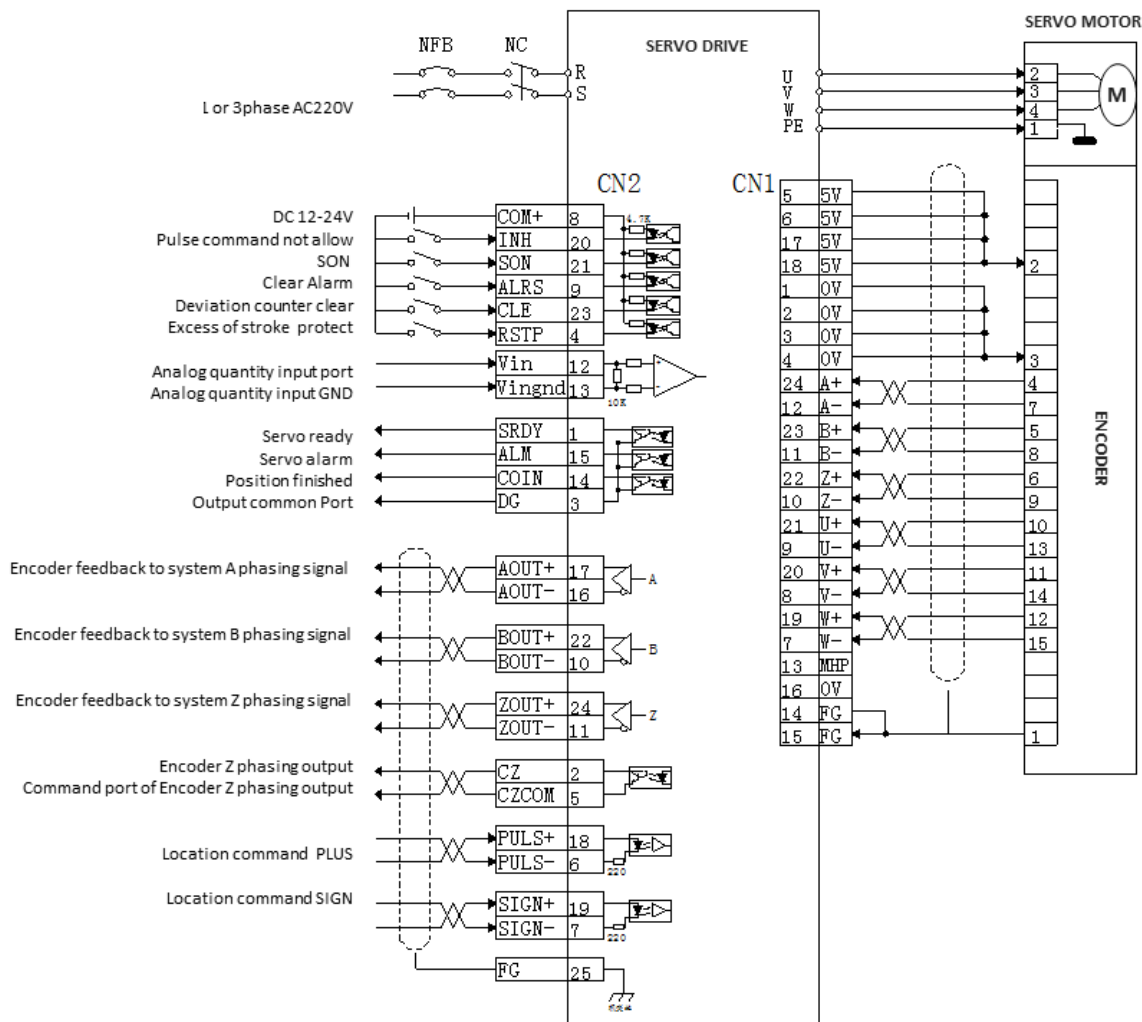 SERVO MOTOR
NFB NC SERVO DRIVE
R
S
1 or 3phase AC220V
U 2
V 3
W 4
PE 1
M
CN2 CN1
DC 12-24V COM+ 8 4.7K
Pulse command not allow INH 20
SON SON 21
Clear Alarm ALRS 9
Deviation counter clear CLE 23
Excess of stroke protect RSTP 4
Analog quantity input port Vin 12
Analog quantity input GND Vingnd 13 10K
Servo ready SRDY 1
Servo alarm ALM 15
Position finished COIN 14
Output common Port DG 3
Encoder feedback to system A phasing signal AOUT+ 17 A
AOUT- 16
Encoder feedback to system B phasing signal BOUT+ 22 B
BOUT- 10
Encoder feedback to system Z phasing signal ZOUT+ 24 Z
ZOUT- 11
Encoder Z phasing output CZ 2
Command port of Encoder Z phasing output CZCOM 5
Location command PLUS PULS+ 18
PULS- 6 220
Location command SIGN SIGN+ 19
SIGN- 7 220
FG 25
5 5V
6 5V
17 5V
18 5V 2
1 0V
2 0V
3 0V
4 0V 3
24 A+ 4
12 A- 7
23 B+ 5
11 B- 8
22 Z+ 6
10 Z- 9
21 U+ 10
9 U- 13
20 V+ 11
8 V- 14
19 W+ 12
7 W- 15
13 MHP
16 0V
14 FG
15 FG 1
ENCODER